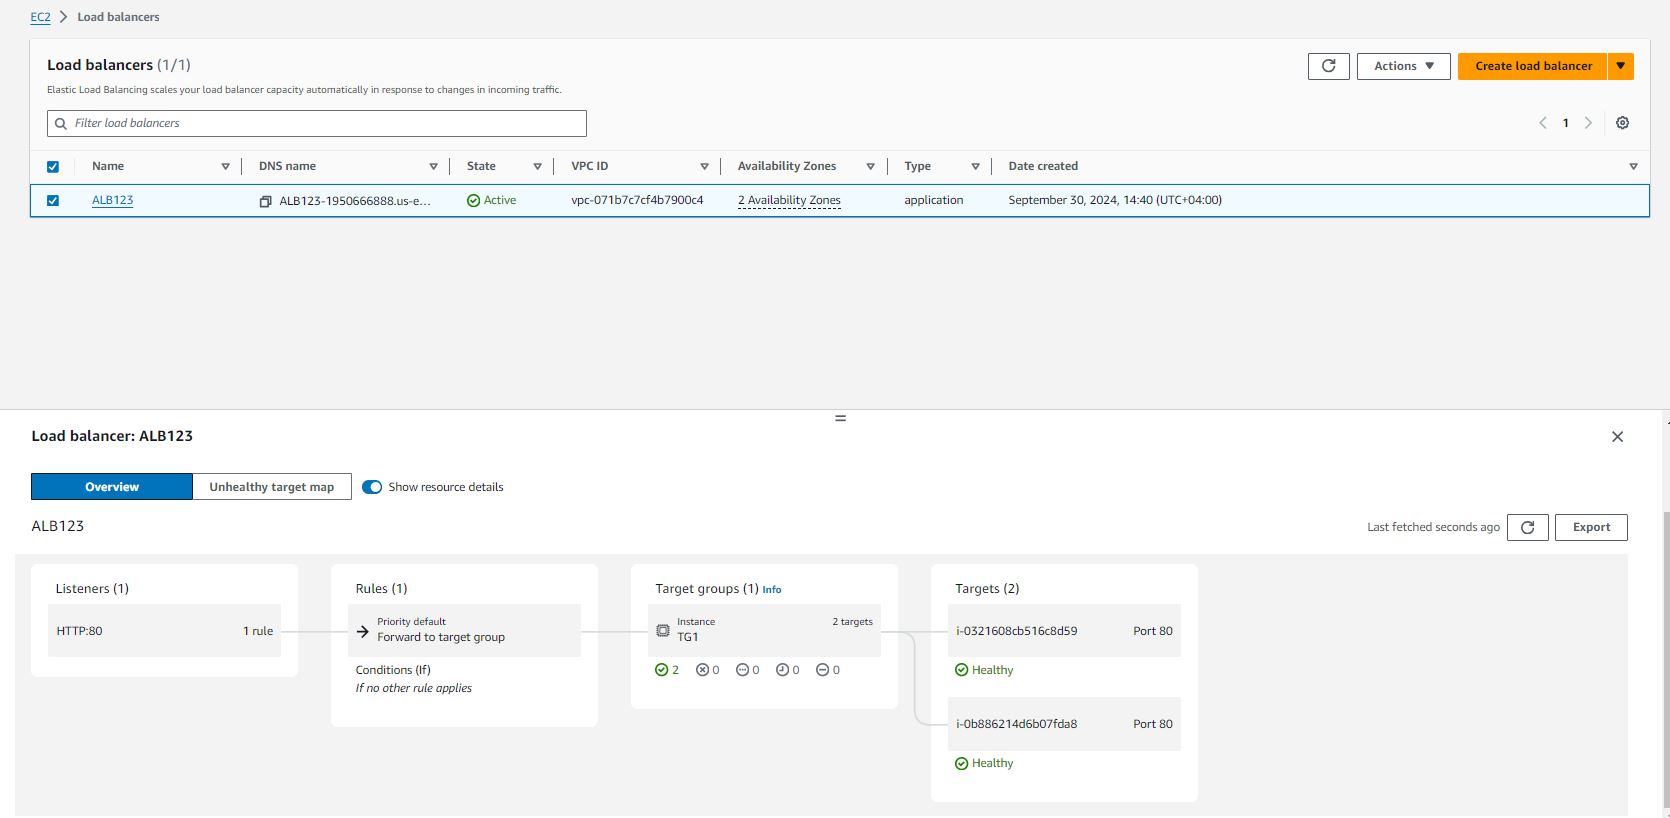 EC2 > Load balancers
Load balancers (1/1)
Actions
Create load balancer
Elastic Load Balancing scales your load balancer capacity automatically in response to changes in incoming traffic.
Filter load balancers
1
Name DNS name State VPC ID Availability Zones Type Date created
ALB123 ALB123-1950666888.us-e... Active vpc-071b7c7cf4b7900c4 2 Availability Zones application September 30, 2024, 14:40 (UTC+04:00)
Load balancer: ALB123
Overview Unhealthy target map Show resource details
ALB123
Last fetched seconds ago
Export
Listeners (1)
HTTP:80 1 rule
Rules (1)
Priority default
Forward to target group
Conditions (If)
If no other rule applies
Target groups (1) Info
Instance 2 targets
TG1
2 0 0 0 0
Targets (2)
i-0321608cb516c8d59 Port 80
Healthy
i-0b886214d6b07fda8 Port 80
Healthy